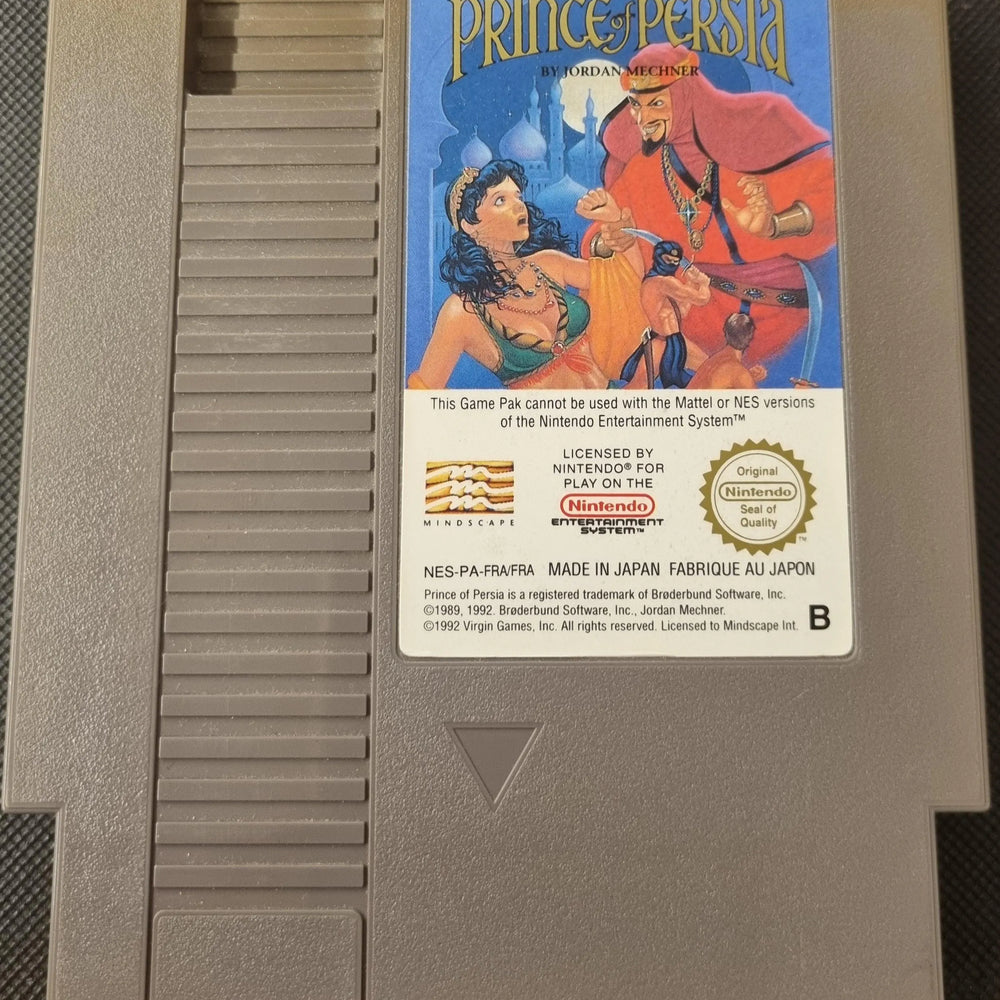 PRINCE of PERSIA
BY JORDAN MECHNER
This Game Pak cannot be used with the Mattel or NES versions
of the Nintendo Entertainment System™
LICENSED BY
NINTENDO® FOR
PLAY ON THE
Nintendo
ENTERTAINMENT
SYSTEM™
Original
Nintendo
Seal of
Quality
TM
MINDSCAPE
NES-PA-FRA/FRA MADE IN JAPAN FABRIQUE AU JAPON
Prince of Persia is a registered trademark of Brøderbund Software, Inc.
©1989, 1992. Brøderbund Software, Inc., Jordan Mechner.
©1992 Virgin Games, Inc. All rights reserved. Licensed to Mindscape Int. B